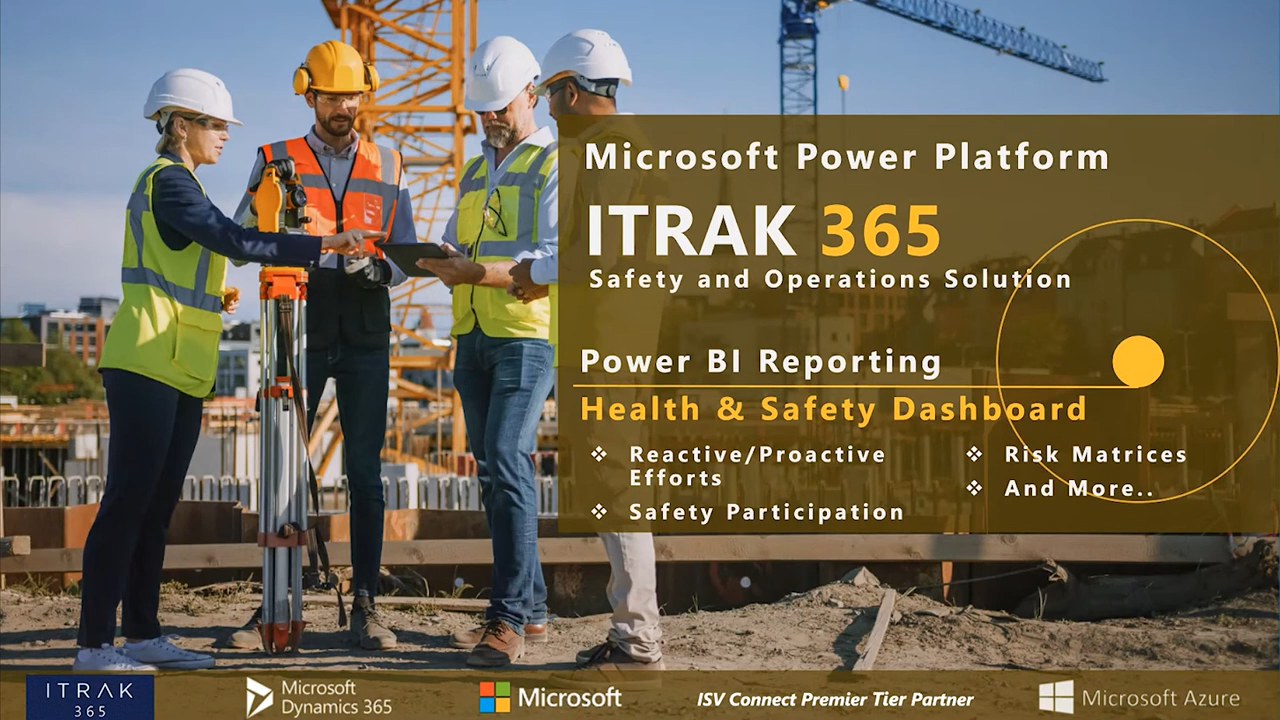 Microsoft Power Platform
ITRAK 365
Safety and Operations Solution
Power BI Reporting
Health & Safety Dashboard
❖ Reactive/Proactive
Efforts
❖ Safety Participation
❖ Risk Matrices
❖ And More..
ITRAK
365
Microsoft
Dynamics 365
Microsoft
ISV Connect Premier Tier Partner
Microsoft Azure